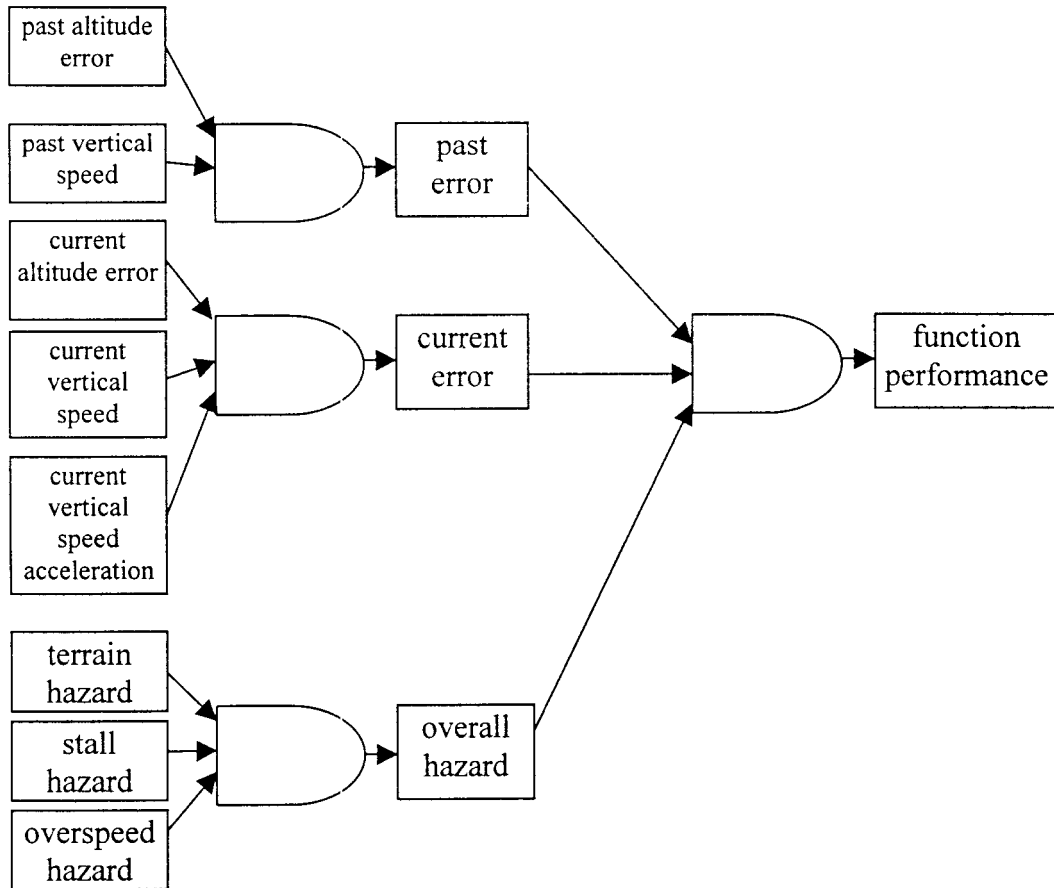 past altitude
error
past vertical
speed
past
error
current
altitude error
current
vertical
speed
current
error
function
performance
current
vertical
speed
acceleration
terrain
hazard
stall
hazard
overall
hazard
overspeed
hazard